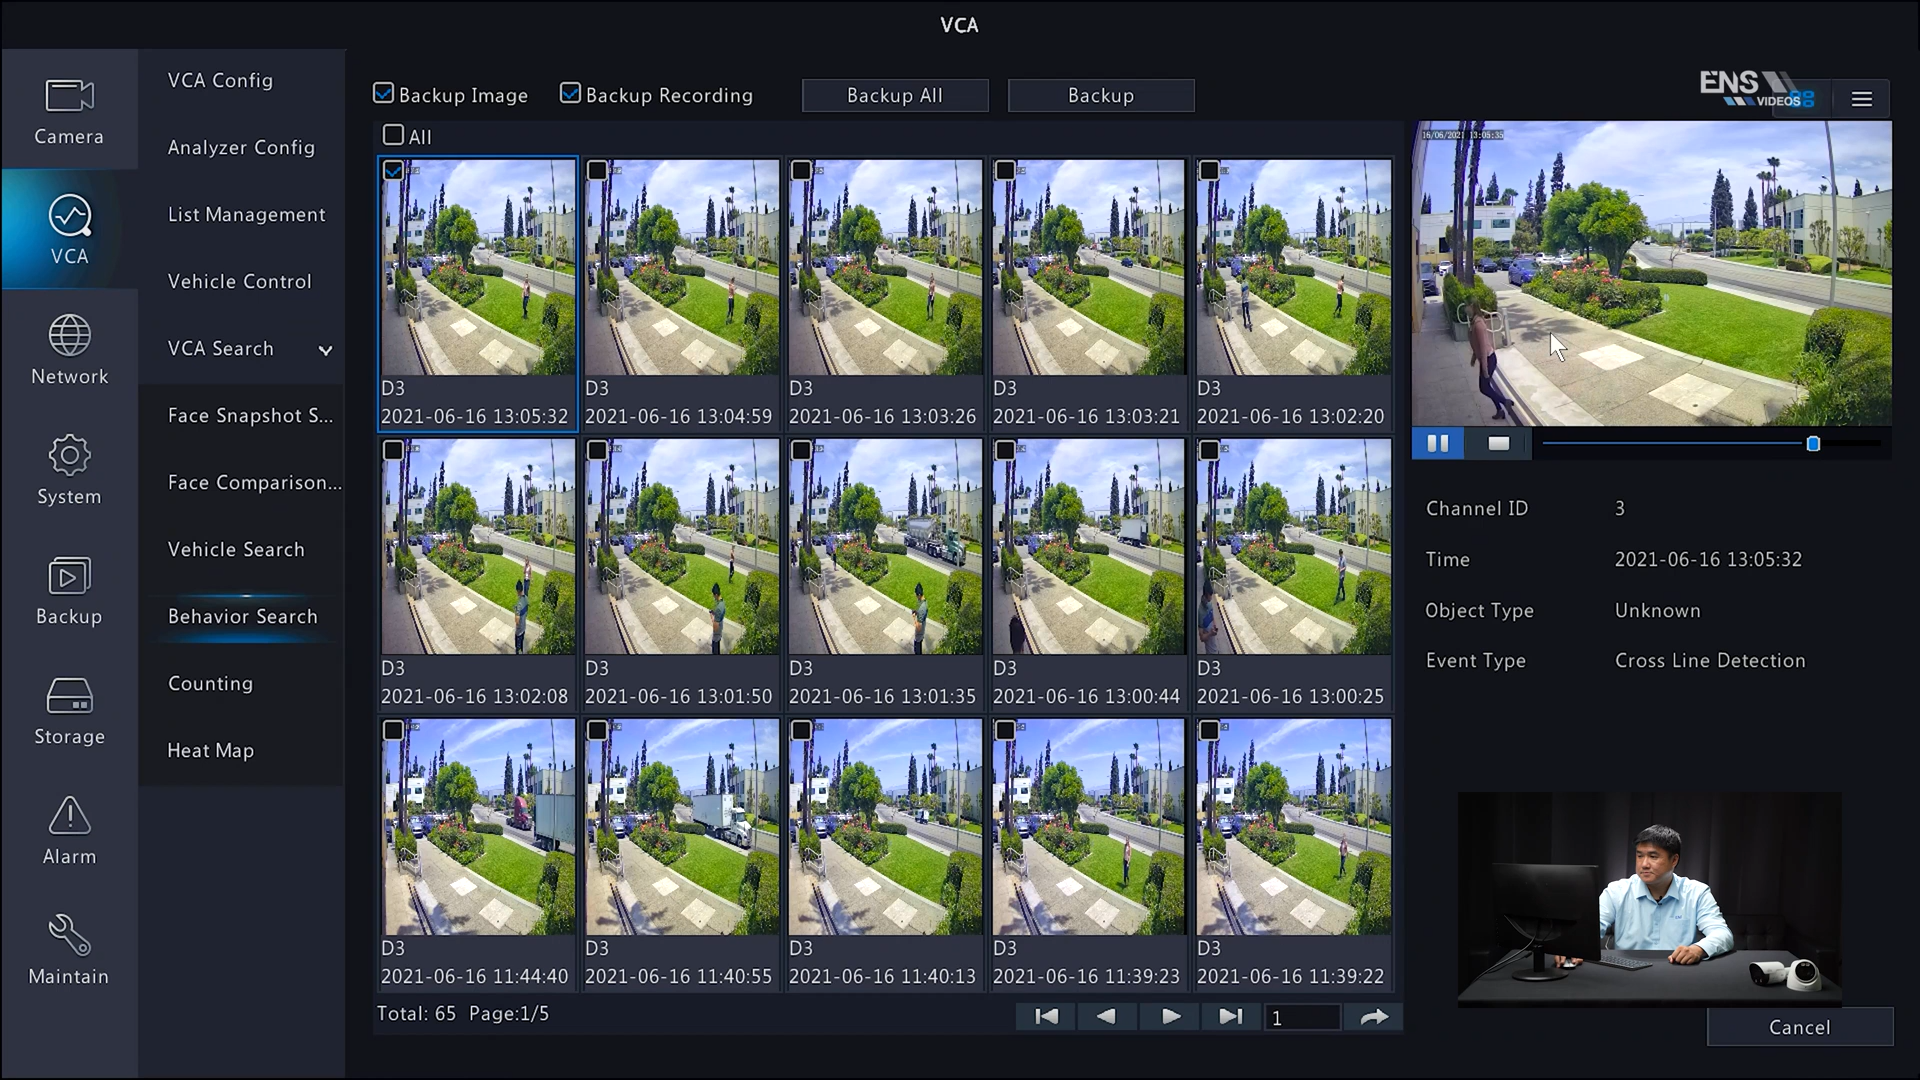 VCA
Camera
VCA
Network
System
Backup
Storage
Alarm
Maintain
VCA Config
Analyzer Config
List Management
Vehicle Control
VCA Search
Face Snapshot S...
Face Comparison...
Vehicle Search
Behavior Search
Counting
Heat Map
Backup Image
Backup Recording
Backup All
Backup
All
D3
2021-06-16 13:05:32
D3
2021-06-16 13:04:59
D3
2021-06-16 13:03:26
D3
2021-06-16 13:03:21
D3
2021-06-16 13:02:20
D3
2021-06-16 13:02:08
D3
2021-06-16 13:01:50
D3
2021-06-16 13:01:35
D3
2021-06-16 13:00:44
D3
2021-06-16 13:00:25
D3
2021-06-16 11:44:40
D3
2021-06-16 11:40:55
D3
2021-06-16 11:40:13
D3
2021-06-16 11:39:23
D3
2021-06-16 11:39:22
Total: 65 Page:1/5
1
ENS
VIDEOS
16/06/2021 13:05:35
Channel ID 3
Time 2021-06-16 13:05:32
Object Type Unknown
Event Type Cross Line Detection
Cancel